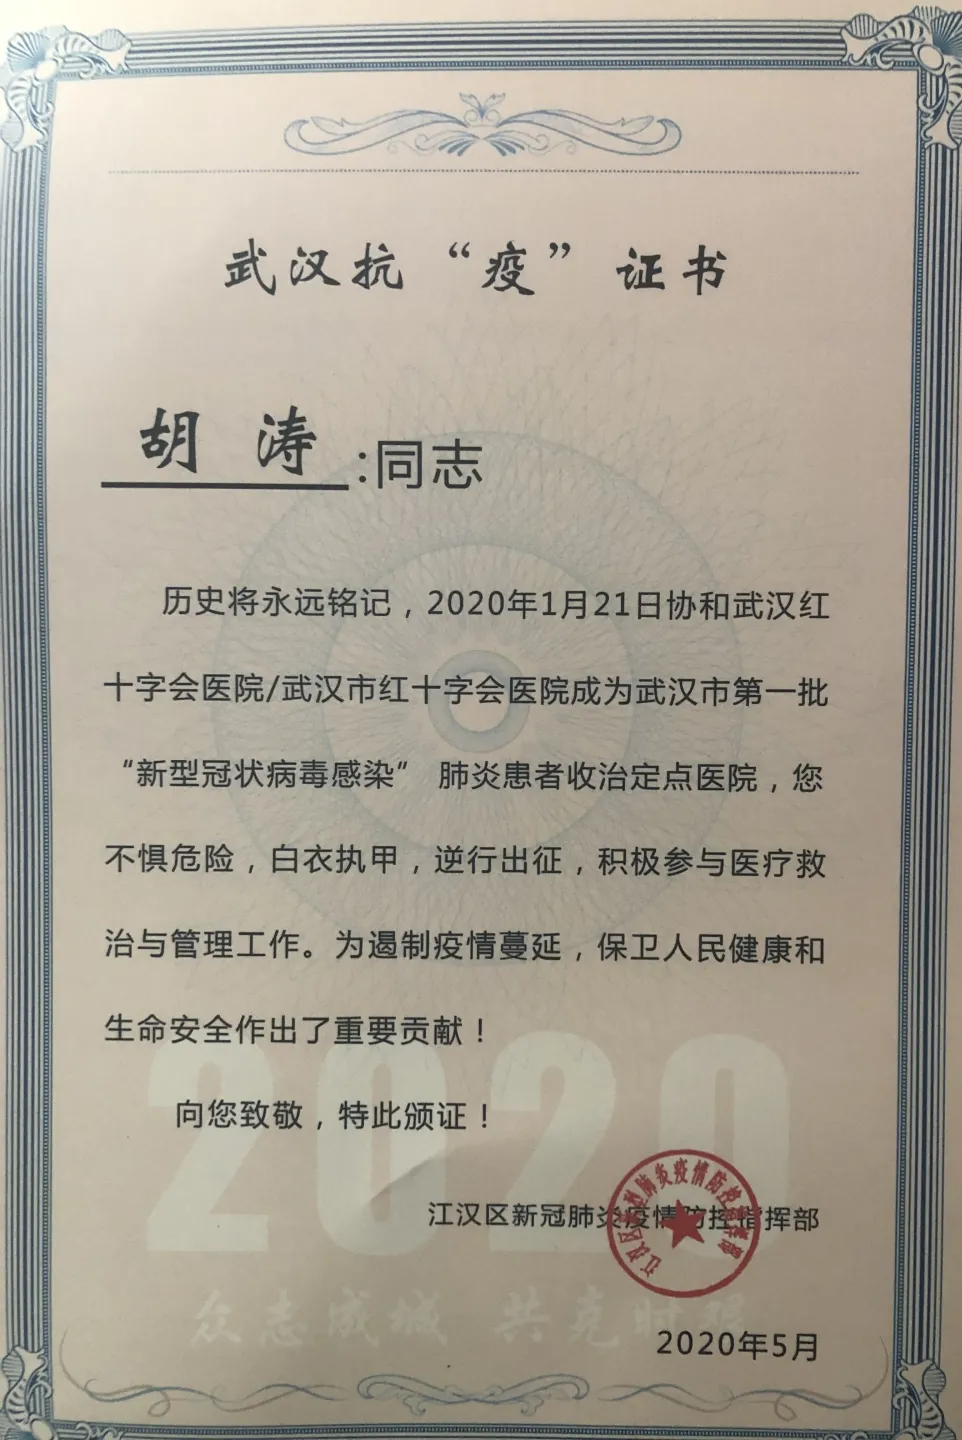 武汉抗“疫”证书
胡 涛:同志
历史将永远铭记，2020年1月21日协和武汉红
十字会医院/武汉市红十字会医院成为武汉市第一批
“新型冠状病毒感染” 肺炎患者收治定点医院，您
不惧危险，白衣执甲，逆行出征，积极参与医疗救
治与管理工作。为遏制疫情蔓延，保卫人民健康和
生命安全作出了重要贡献！
向您致敬，特此颁证！
2020
江汉区新冠肺炎疫情防控指挥部
众志成城 共克时艰
2020年5月